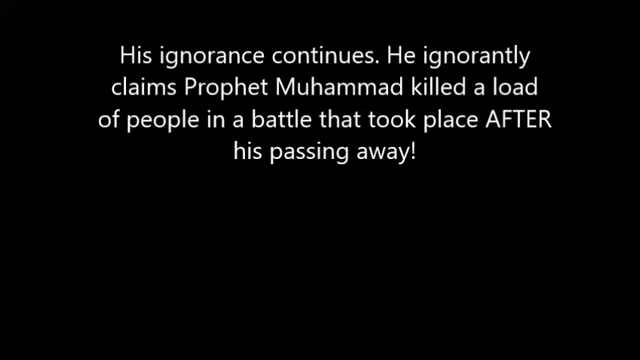 His ignorance continues. He ignorantly
claims Prophet Muhammad killed a load
of people in a battle that took place AFTER
his passing away!